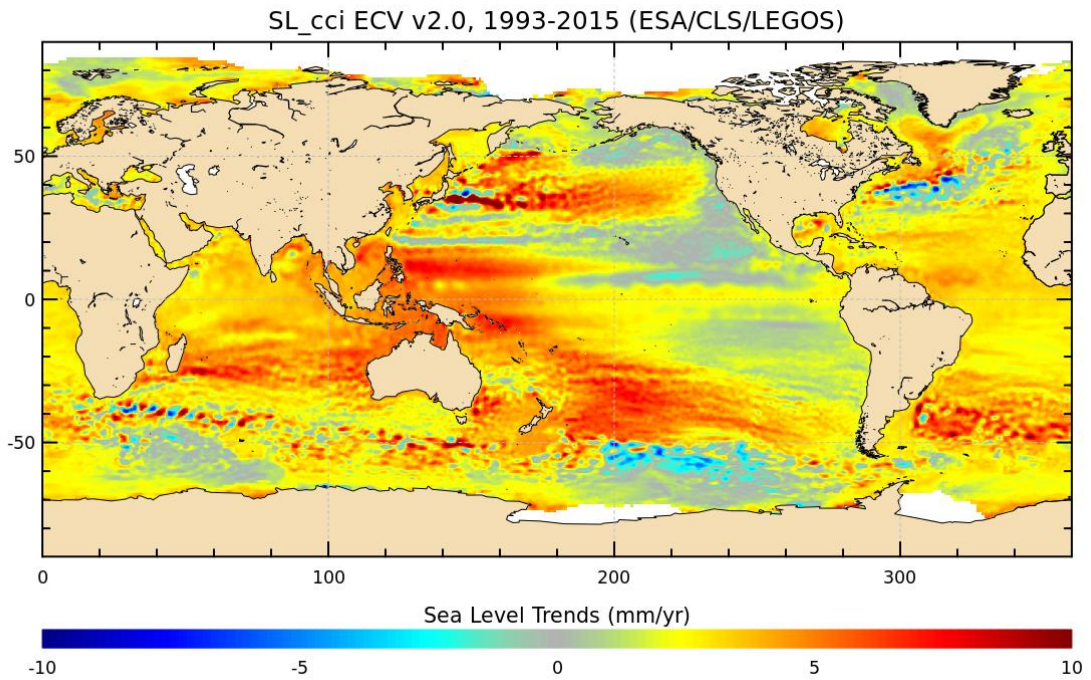 SL_cci ECV v2.0, 1993-2015 (ESA/CLS/LEGOS)
50
0
-50
0 100 200 300
Sea Level Trends (mm/yr)
-10 -5 0 5 10